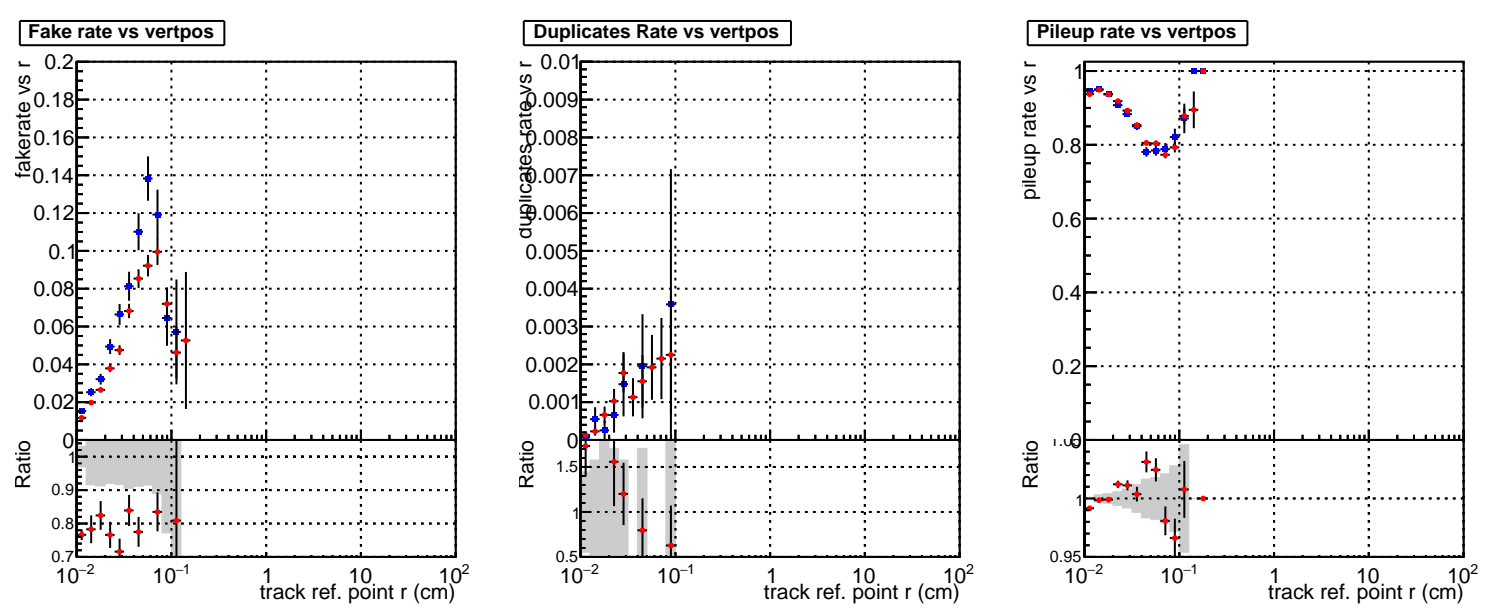 Fake rate vs vertpos
fakerate vs r
0.2
0.18
0.16
0.14
0.12
0.1
0.08
0.06
0.04
0.02
0
Ratio
1
0.9
0.8
0.7
10−2 10−1 1 10 102
track ref. point r (cm)
Duplicates Rate vs vertpos
duplicates rate vs r
0.01
0.009
0.008
0.007
0.006
0.005
0.004
0.003
0.002
0.001
0
Ratio
1.5
1
0.5
10−2 10−1 1 10 102
track ref. point r (cm)
Pileup rate vs vertpos
pileup rate vs r
1
0.8
0.6
0.4
0.2
0
Ratio
1
0.95
10−2 10−1 1 10 102
track ref. point r (cm)